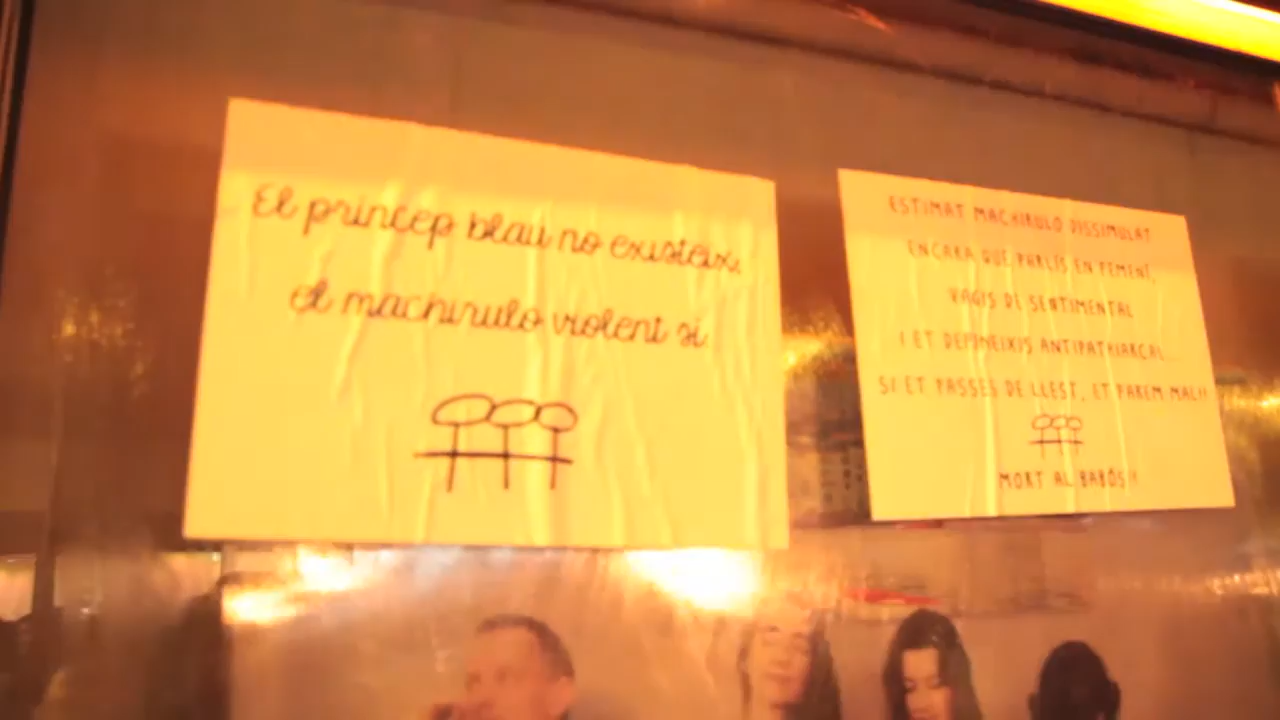 El príncep blau no existeix,
el machirulo violent sí
ESTIMAT MACHIRULO DISSIMULAT
ENCARA QUE PARLIS EN FEMENÍ,
VAGIS DE SENTIMENTAL
I ET DEFINEIXIS ANTIPATRIARCAL...
SI ET PASSES DE LLEST, ET FAREM MAL!!
MORT AL BABÓS!!